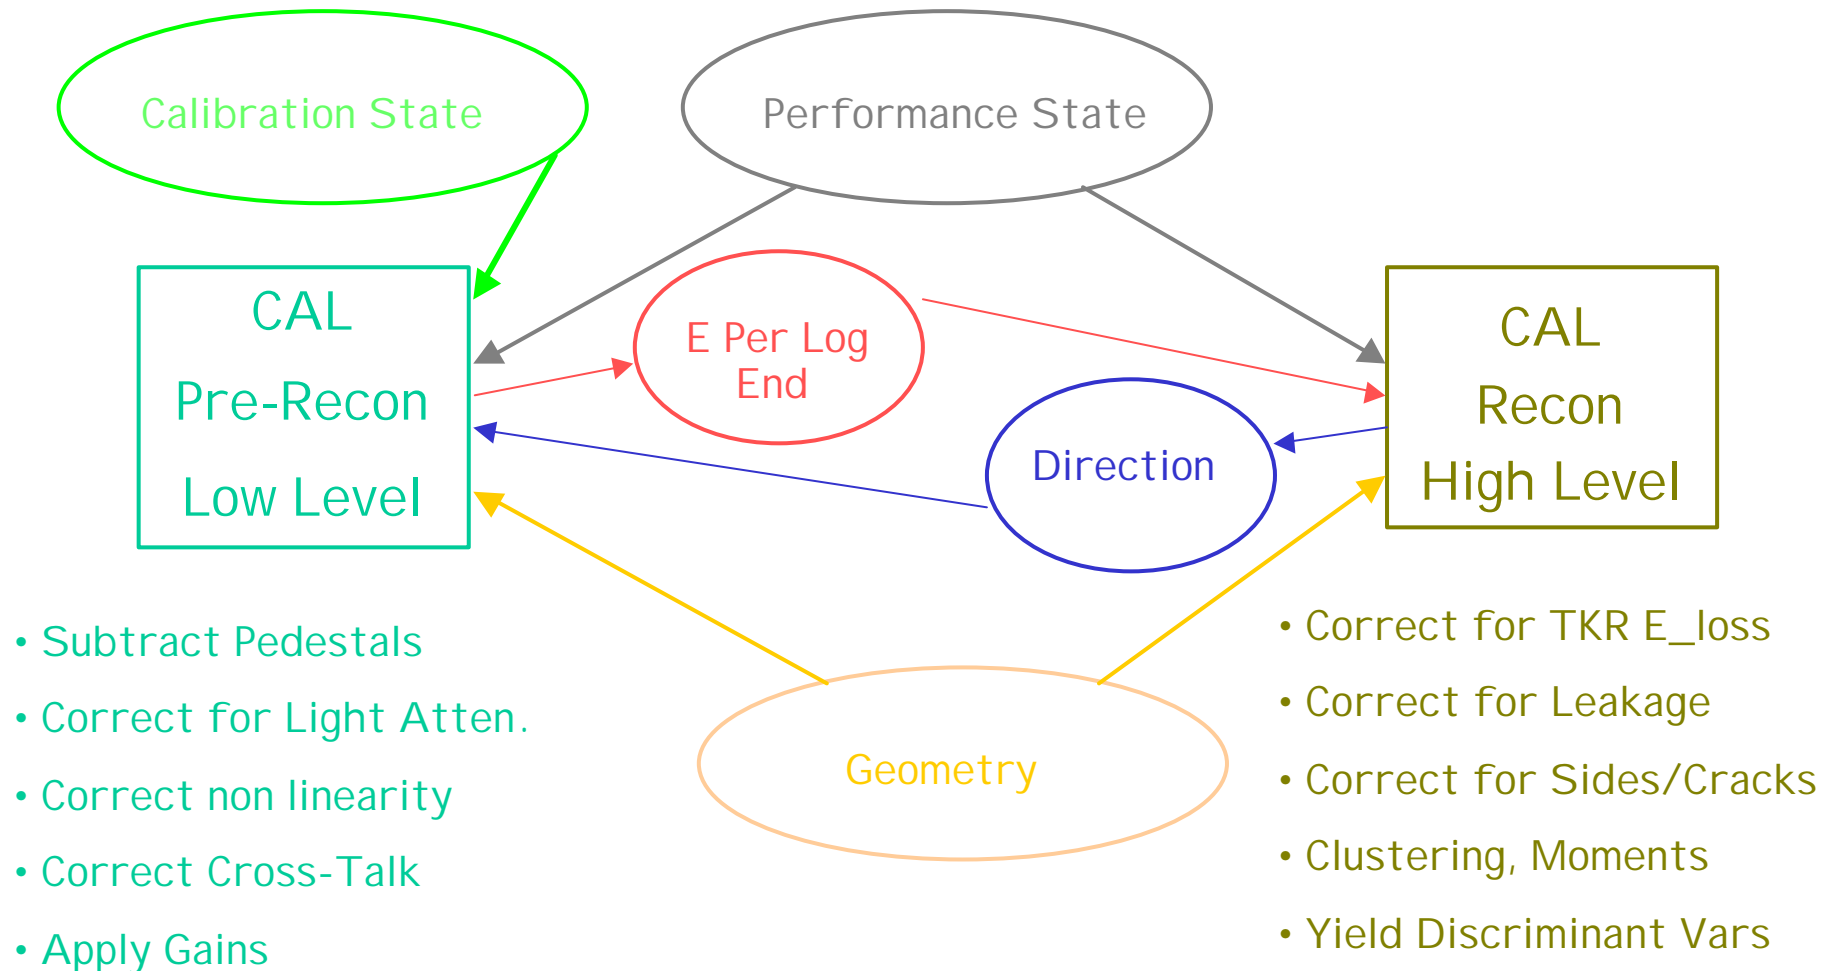 Calibration State
Performance State
CAL
Pre-Recon
Low Level
E Per Log
End
Direction
CAL
Recon
High Level
Geometry
• Subtract Pedestals
• Correct for Light Atten.
• Correct non linearity
• Correct Cross-Talk
• Apply Gains
• Correct for TKR E_loss
• Correct for Leakage
• Correct for Sides/Cracks
• Clustering, Moments
• Yield Discriminant Vars